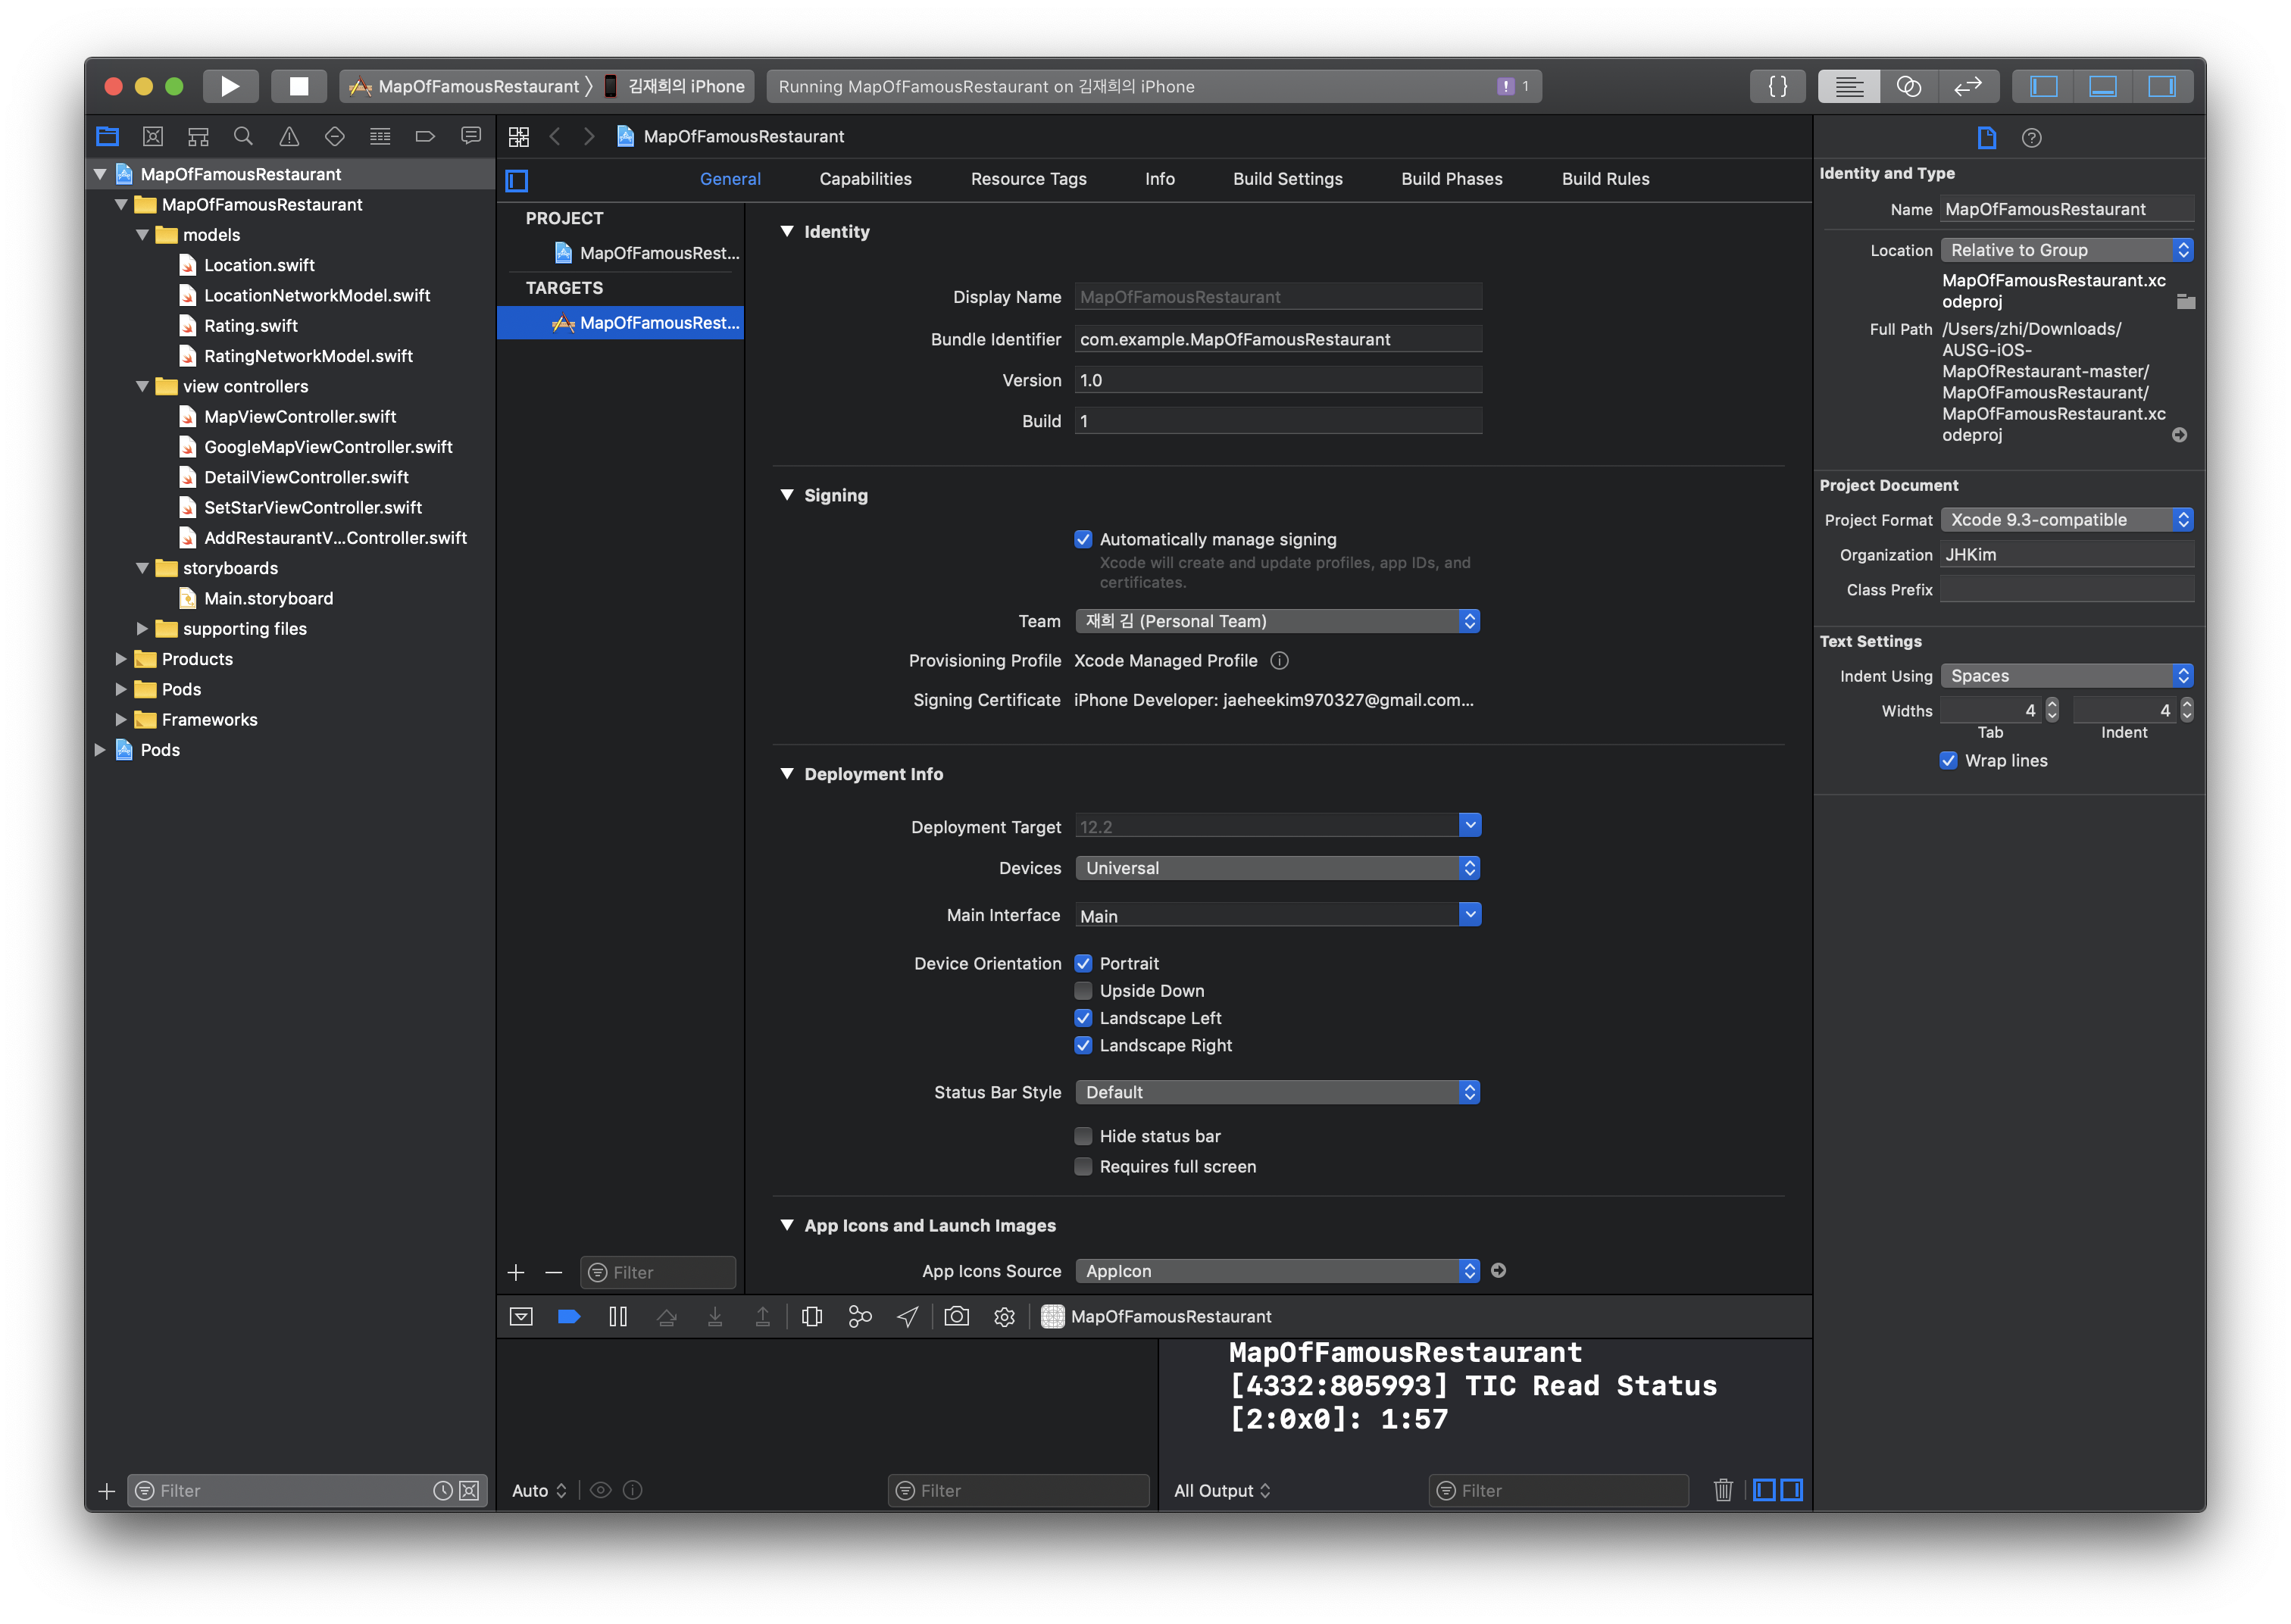 MapOfFamousRestaurant 김재희의 iPhone
Running MapOfFamousRestaurant on 김재희의 iPhone
1
MapOfFamousRestaurant
MapOfFamousRestaurant
models
Location.swift
LocationNetworkModel.swift
Rating.swift
RatingNetworkModel.swift
view controllers
MapViewController.swift
GoogleMapViewController.swift
DetailViewController.swift
SetStarViewController.swift
AddRestaurantV...Controller.swift
storyboards
Main.storyboard
supporting files
Products
Pods
Frameworks
Pods
Filter
MapOfFamousRestaurant
General Capabilities Resource Tags Info Build Settings Build Phases Build Rules
PROJECT
MapOfFamousRest...
TARGETS
MapOfFamousRest...
Filter
Identity
Display Name MapOfFamousRestaurant
Bundle Identifier com.example.MapOfFamousRestaurant
Version 1.0
Build 1
Signing
Automatically manage signing
Xcode will create and update profiles, app IDs, and
certificates.
Team 재희 김 (Personal Team)
Provisioning Profile Xcode Managed Profile
Signing Certificate iPhone Developer: jaeheekim970327@gmail.com...
Deployment Info
Deployment Target 12.2
Devices Universal
Main Interface Main
Device Orientation Portrait
Upside Down
Landscape Left
Landscape Right
Status Bar Style Default
Hide status bar
Requires full screen
App Icons and Launch Images
App Icons Source AppIcon
MapOfFamousRestaurant
MapOfFamousRestaurant
[4332:805993] TIC Read Status
[2:0x0]: 1:57
Auto
Filter
All Output
Filter
Identity and Type
Name MapOfFamousRestaurant
Location Relative to Group
MapOfFamousRestaurant.xc
odeproj
Full Path /Users/zhi/Downloads/
AUSG-iOS-
MapOfRestaurant-master/
MapOfFamousRestaurant/
MapOfFamousRestaurant.xc
odeproj
Project Document
Project Format Xcode 9.3-compatible
Organization JHKim
Class Prefix
Text Settings
Indent Using Spaces
Widths 4 4
Tab Indent
Wrap lines